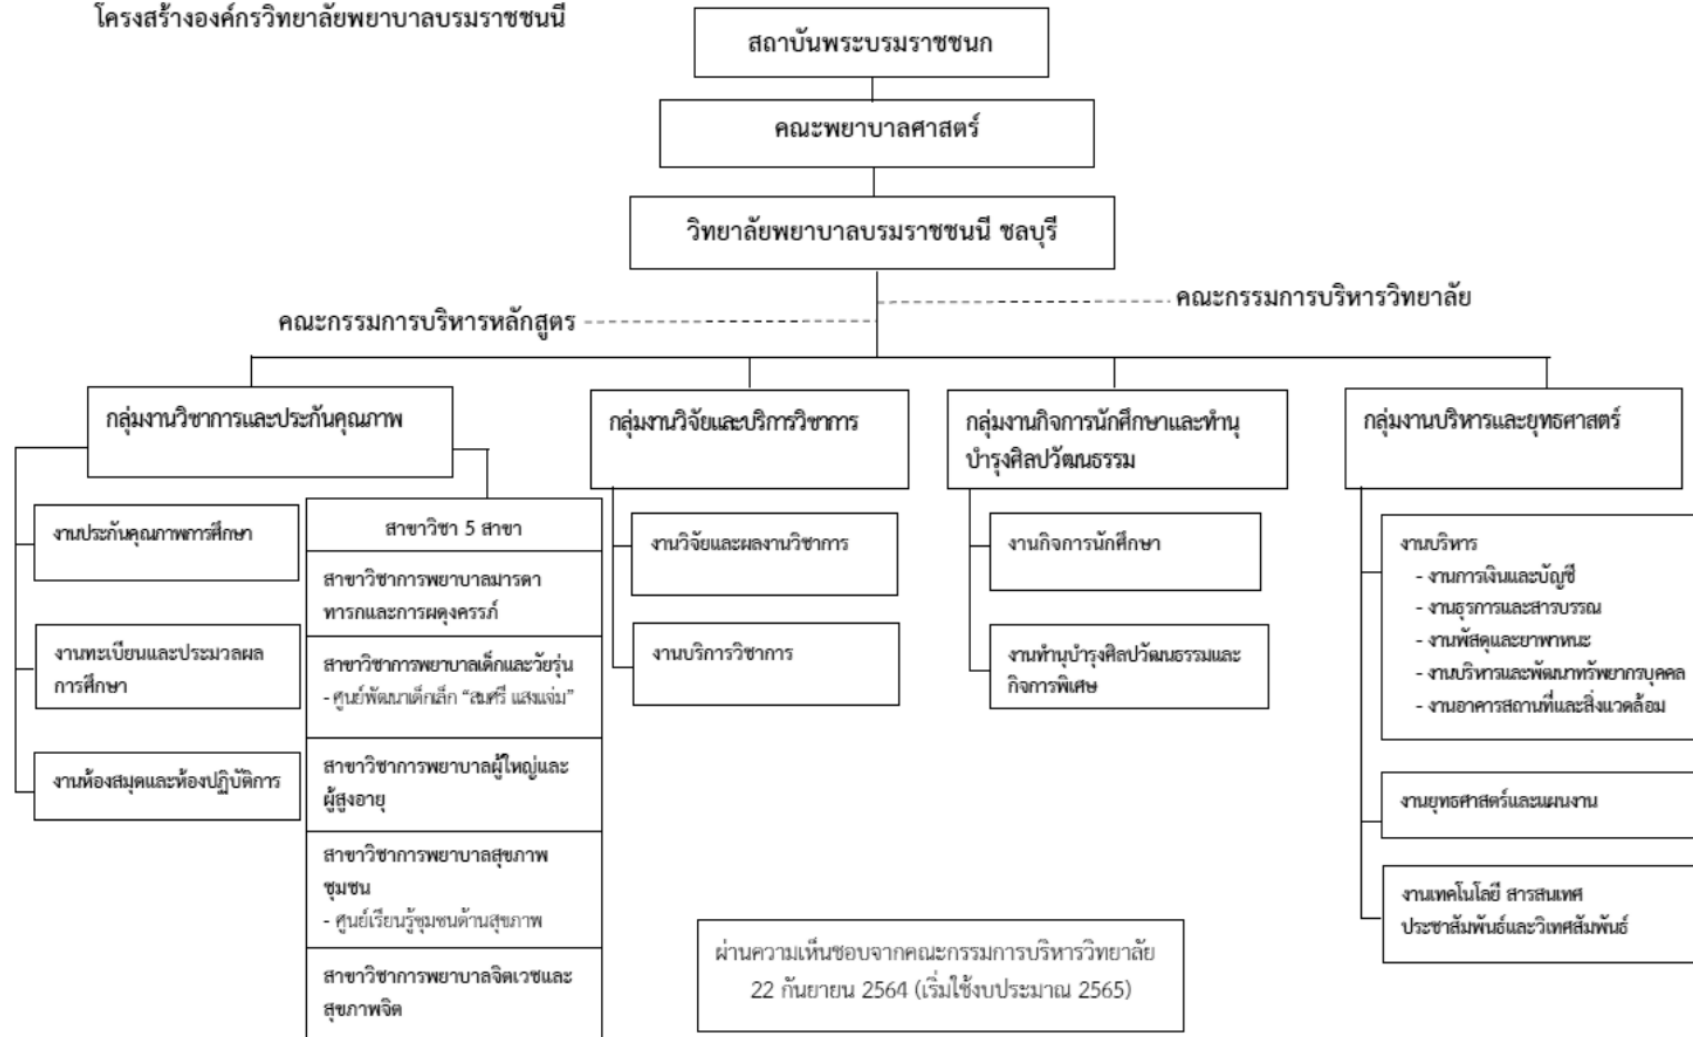 โครงสร้างองค์กรวิทยาลัยพยาบาลบรมราชชนนี
สถาบันพระบรมราชชนก
คณะพยาบาลศาสตร์
วิทยาลัยพยาบาลบรมราชชนนี ชลบุรี
คณะกรรมการบริหารวิทยาลัย
คณะกรรมการบริหารหลักสูตร
กลุ่มงานวิชาการและประกันคุณภาพ
งานประกันคุณภาพการศึกษา
งานทะเบียนและประมวลผล
การศึกษา
งานห้องสมุดและห้องปฏิบัติการ
สาขาวิชา 5 สาขา
สาขาวิชาการพยาบาลมารดา
ทารกและการผดุงครรภ์
สาขาวิชาการพยาบาลเด็กและวัยรุ่น
- ศูนย์พัฒนาเด็กเล็ก “สมศรี แสงแจ่ม”
สาขาวิชาการพยาบาลผู้ใหญ่และ
ผู้สูงอายุ
สาขาวิชาการพยาบาลสุขภาพ
ชุมชน
- ศูนย์เรียนรู้ชุมชนด้านสุขภาพ
สาขาวิชาการพยาบาลจิตเวชและ
สุขภาพจิต
กลุ่มงานวิจัยและบริการวิชาการ
งานวิจัยและผลงานวิชาการ
งานบริการวิชาการ
กลุ่มงานกิจการนักศึกษาและทำนุ
บำรุงศิลปวัฒนธรรม
งานกิจการนักศึกษา
งานทำนุบำรุงศิลปวัฒนธรรมและ
กิจการพิเศษ
กลุ่มงานบริหารและยุทธศาสตร์
งานบริหาร
- งานการเงินและบัญชี
- งานธุรการและสารบรรณ
- งานพัสดุและยาพาหนะ
- งานบริหารและพัฒนาทรัพยากรบุคคล
- งานอาคารสถานที่และสิ่งแวดล้อม
งานยุทธศาสตร์และแผนงาน
งานเทคโนโลยี สารสนเทศ
ประชาสัมพันธ์และวิเทศสัมพันธ์
ผ่านความเห็นชอบจากคณะกรรมการบริหารวิทยาลัย
22 กันยายน 2564 (เริ่มใช้งบประมาณ 2565)